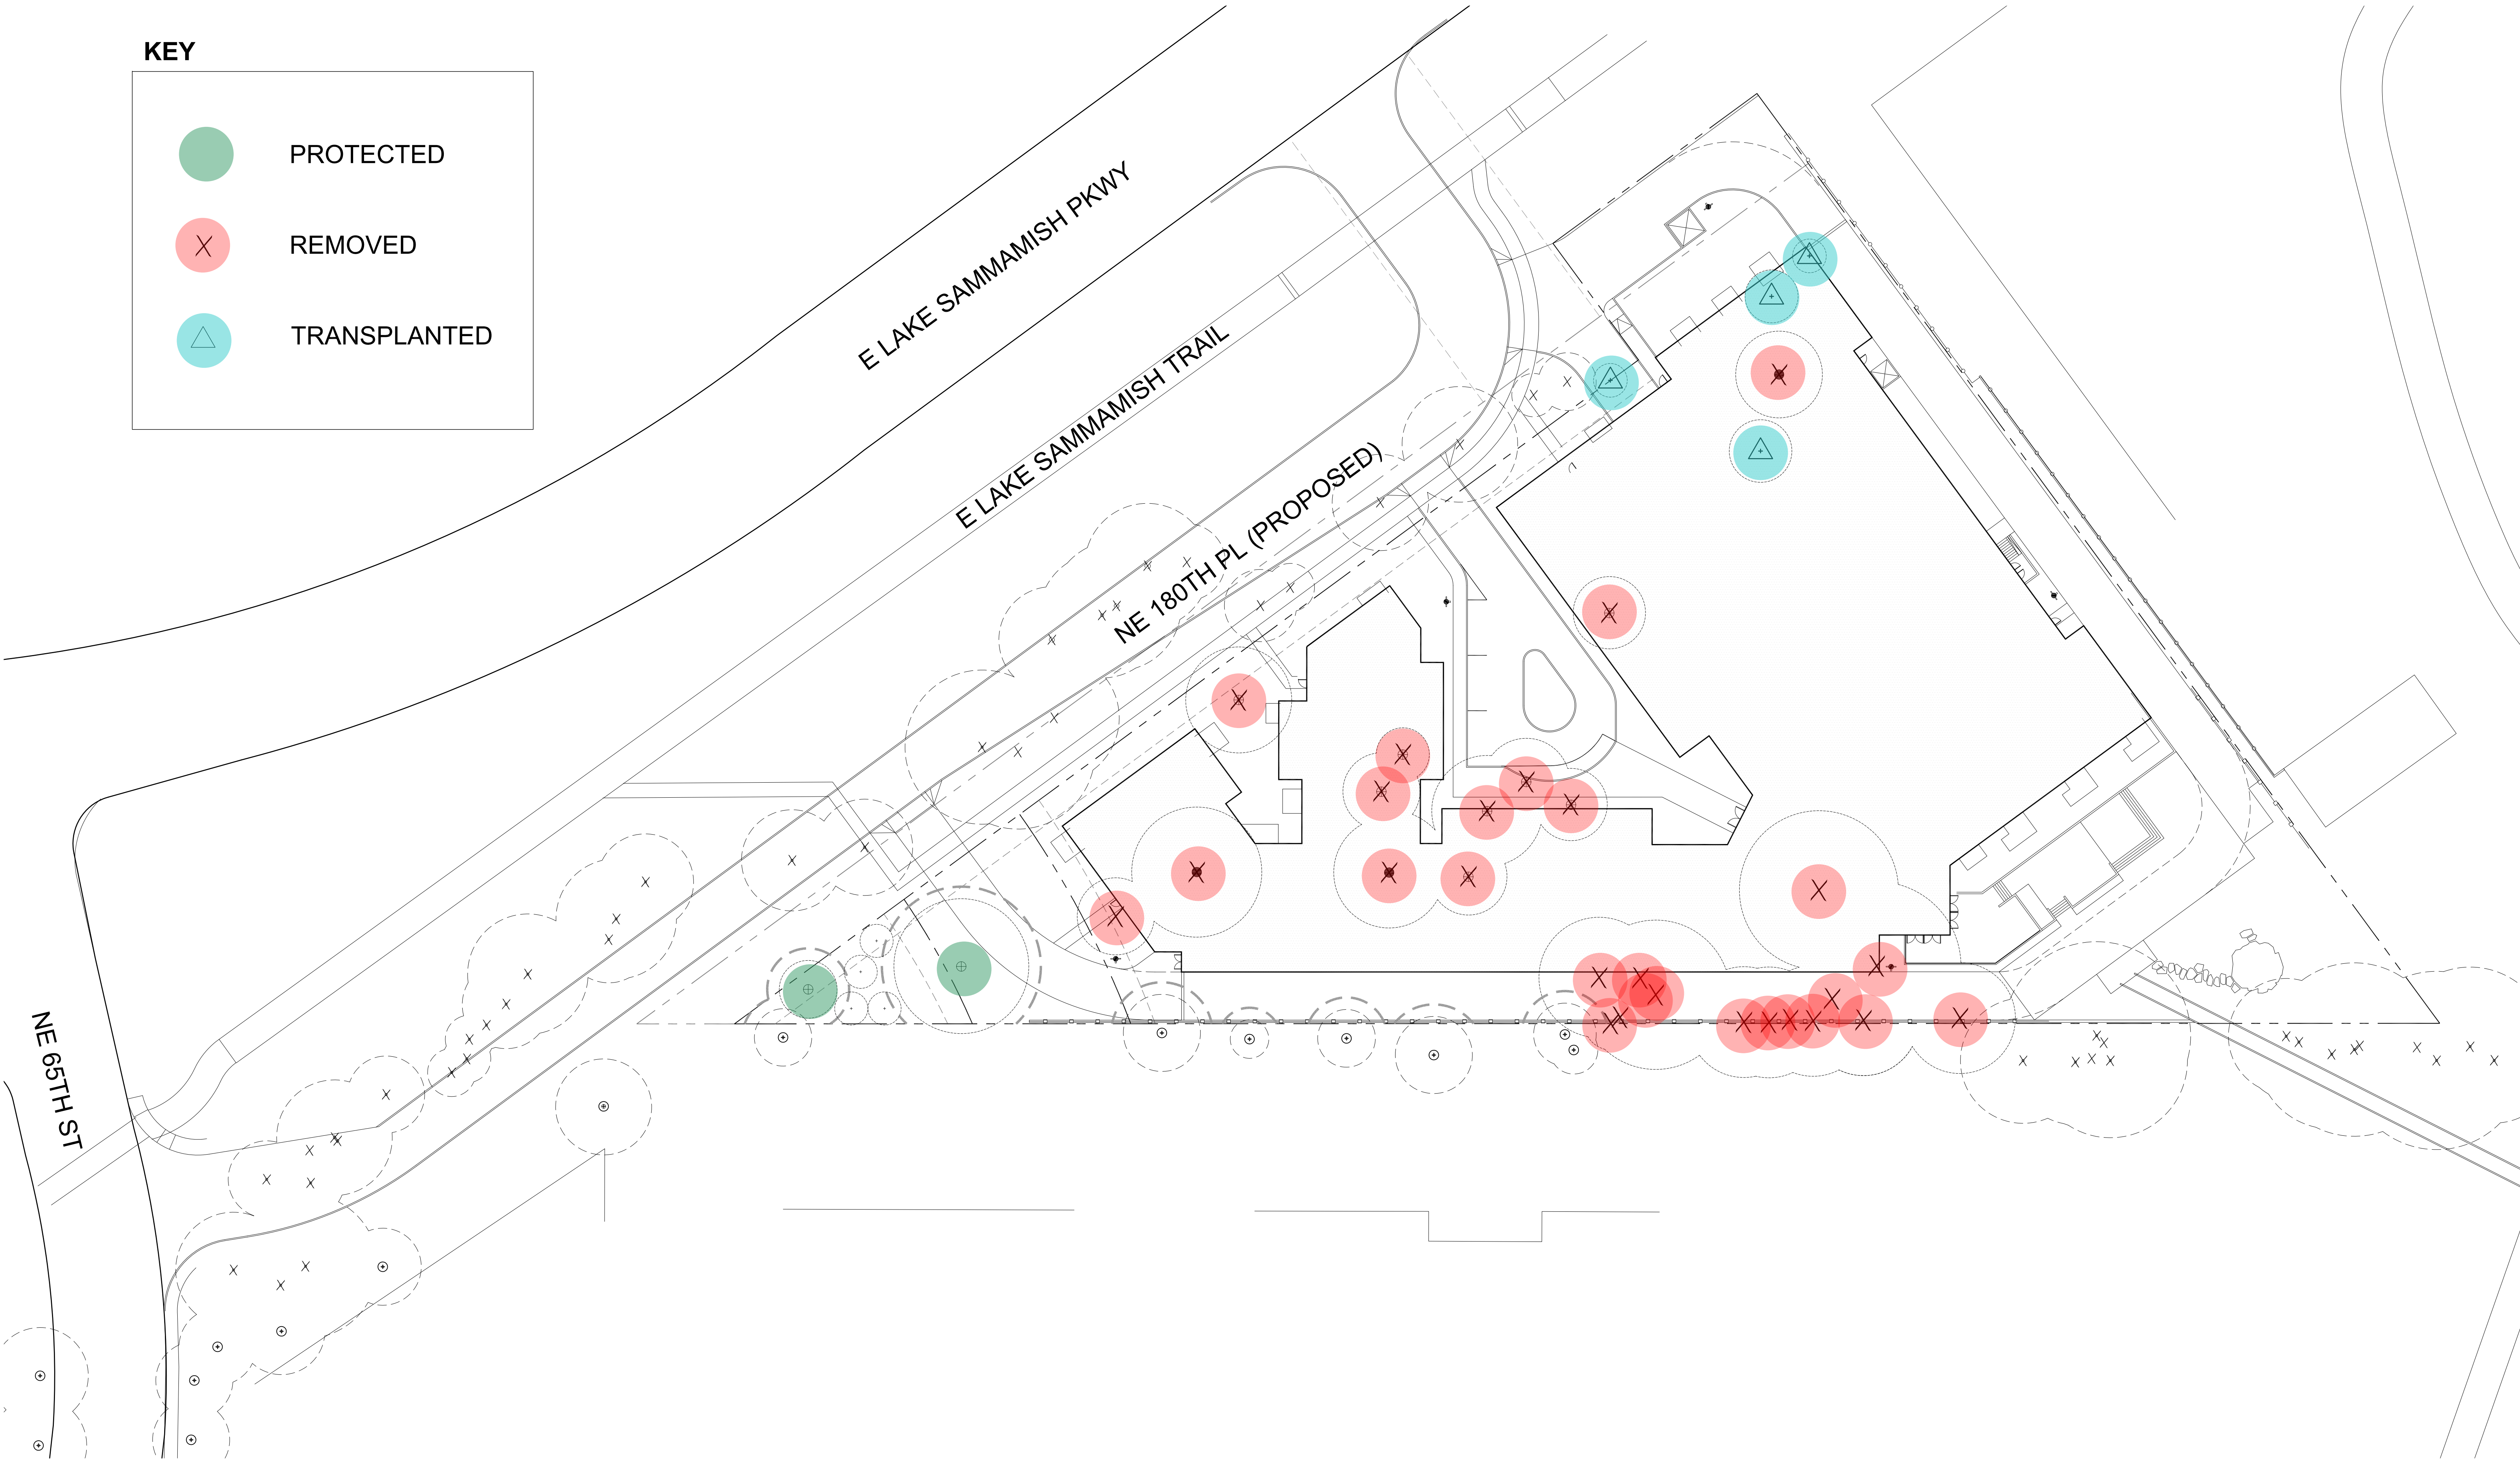 KEY
PROTECTED
REMOVED
TRANSPLANTED
E LAKE SAMMAMISH PKWY
E LAKE SAMMAMISH TRAIL
NE 180TH PL (PROPOSED)
NE 65TH ST